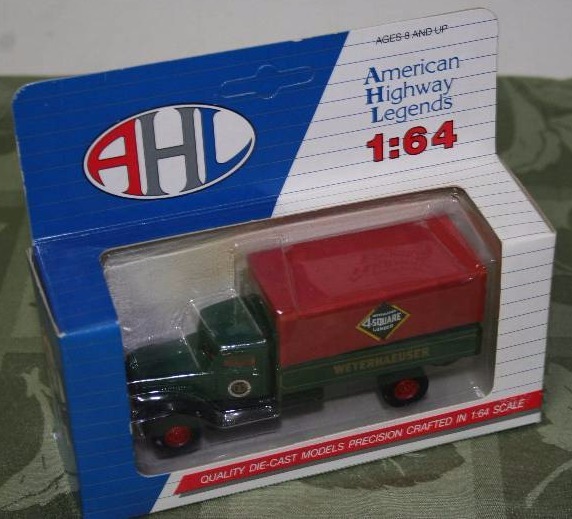 AGES 8 AND UP
American
Highway
Legends
1:64
AHL
4-SQUARE
LUMBER
WEYERHAEUSER
QUALITY DIE-CAST MODELS PRECISION CRAFTED IN 1:64 SCALE